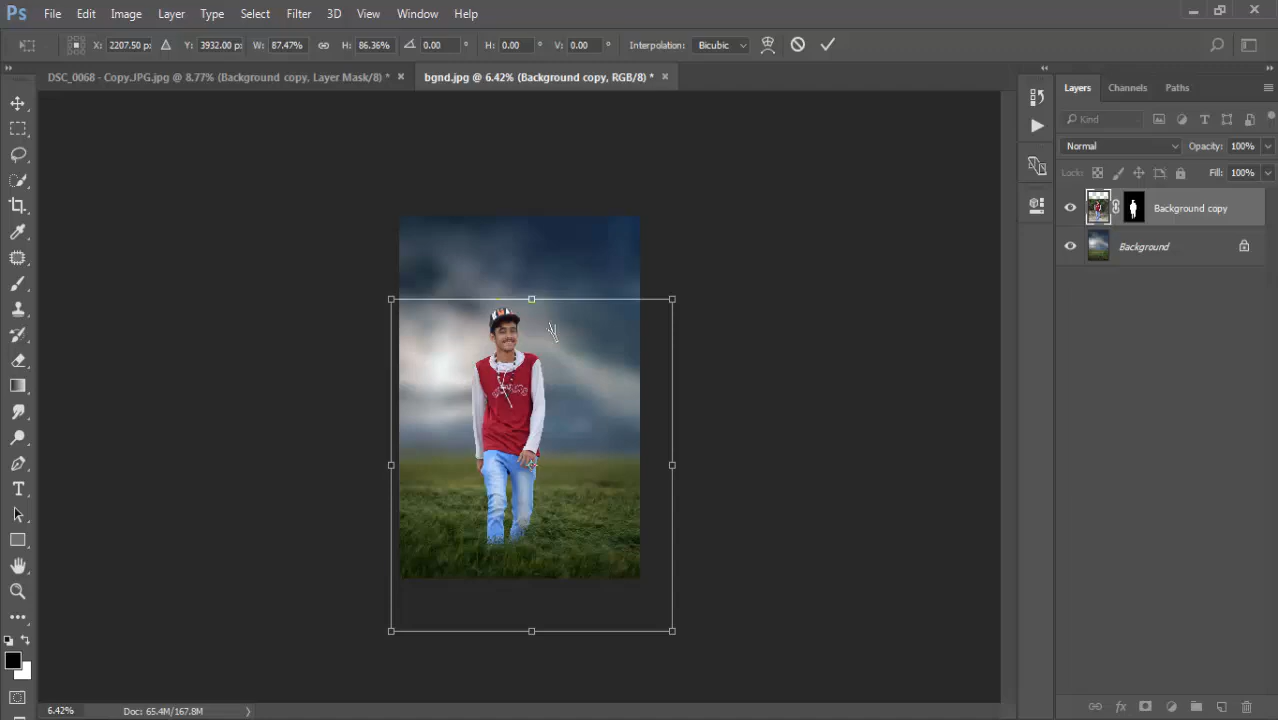 Ps File Edit Image Layer Type Select Filter 3D View Window Help
X: 2207.50 px Y: 3932.00 px W: 87.47% H: 86.36% 0.00 ° H: 0.00 ° V: 0.00 ° Interpolation: Bicubic
DSC_0068 - Copy.JPG.jpg @ 8.77% (Background copy, Layer Mask/8) * × bgnd.jpg @ 6.42% (Background copy, RGB/8) * ×
Layers Channels Paths
Kind
Normal Opacity: 100%
Lock: Fill: 100%
Background copy
Background
6.42% Doc: 65.4M/167.8M